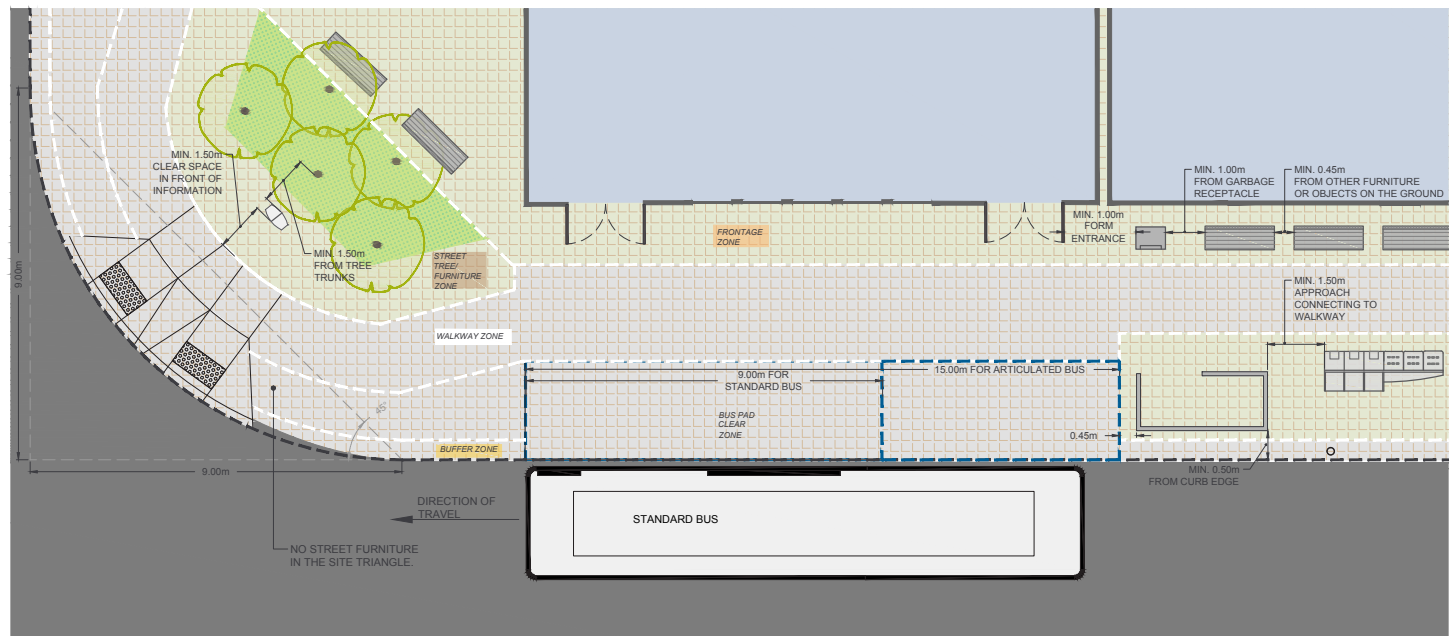 MIN. 1.50m
CLEAR SPACE
IN FRONT OF
INFORMATION
MIN. 1.50m
FROM TREE
TRUNKS
STREET
TREE/
FURNITURE
ZONE
FRONTAGE
ZONE
MIN. 1.00m
FORM
ENTRANCE
MIN. 1.00m
FROM GARBAGE
RECEPTACLE
MIN. 0.45m
FROM OTHER FURNITURE
OR OBJECTS ON THE GROUND
MIN. 1.50m
APPROACH
CONNECTING TO
WALKWAY
9.00m
WALKWAY ZONE
9.00m FOR
STANDARD BUS
15.00m FOR ARTICULATED BUS
BUS PAD
CLEAR
ZONE
45°
BUFFER ZONE
0.45m
MIN. 0.50m
FROM CURB EDGE
9.00m
DIRECTION OF
TRAVEL
STANDARD BUS
NO STREET FURNITURE
IN THE SITE TRIANGLE.